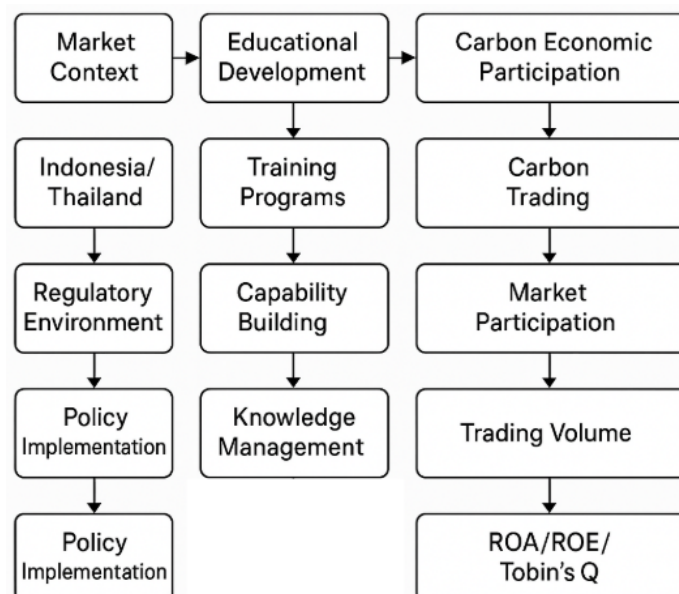 Market
Context
Educational
Development
Carbon Economic
Participation
Indonesia/
Thailand
Training
Programs
Carbon
Trading
Regulatory
Environment
Capability
Building
Market
Participation
Policy
Implementation
Knowledge
Management
Trading Volume
Policy
Implementation
ROA/ROE/
Tobin's Q